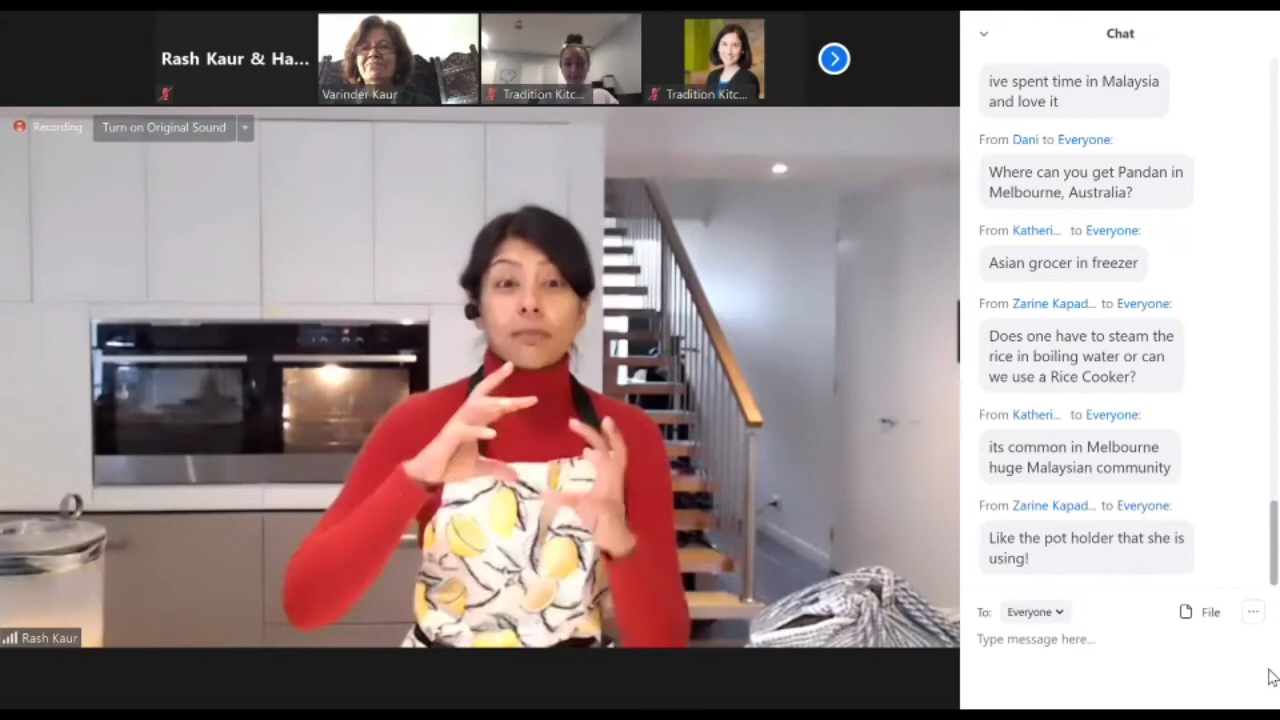 Rash Kaur & Ha...
Varinder Kaur
Tradition Kitc...
Tradition Kitc...
Recording
Turn on Original Sound
Rash Kaur
Chat
ive spent time in Malaysia
and love it
From Dani to Everyone:
Where can you get Pandan in
Melbourne, Australia?
From Katheri... to Everyone:
Asian grocer in freezer
From Zarine Kapad... to Everyone:
Does one have to steam the
rice in boiling water or can
we use a Rice Cooker?
From Katheri... to Everyone:
its common in Melbourne
huge Malaysian community
From Zarine Kapad... to Everyone:
Like the pot holder that she is
using!
To: Everyone File
Type message here...